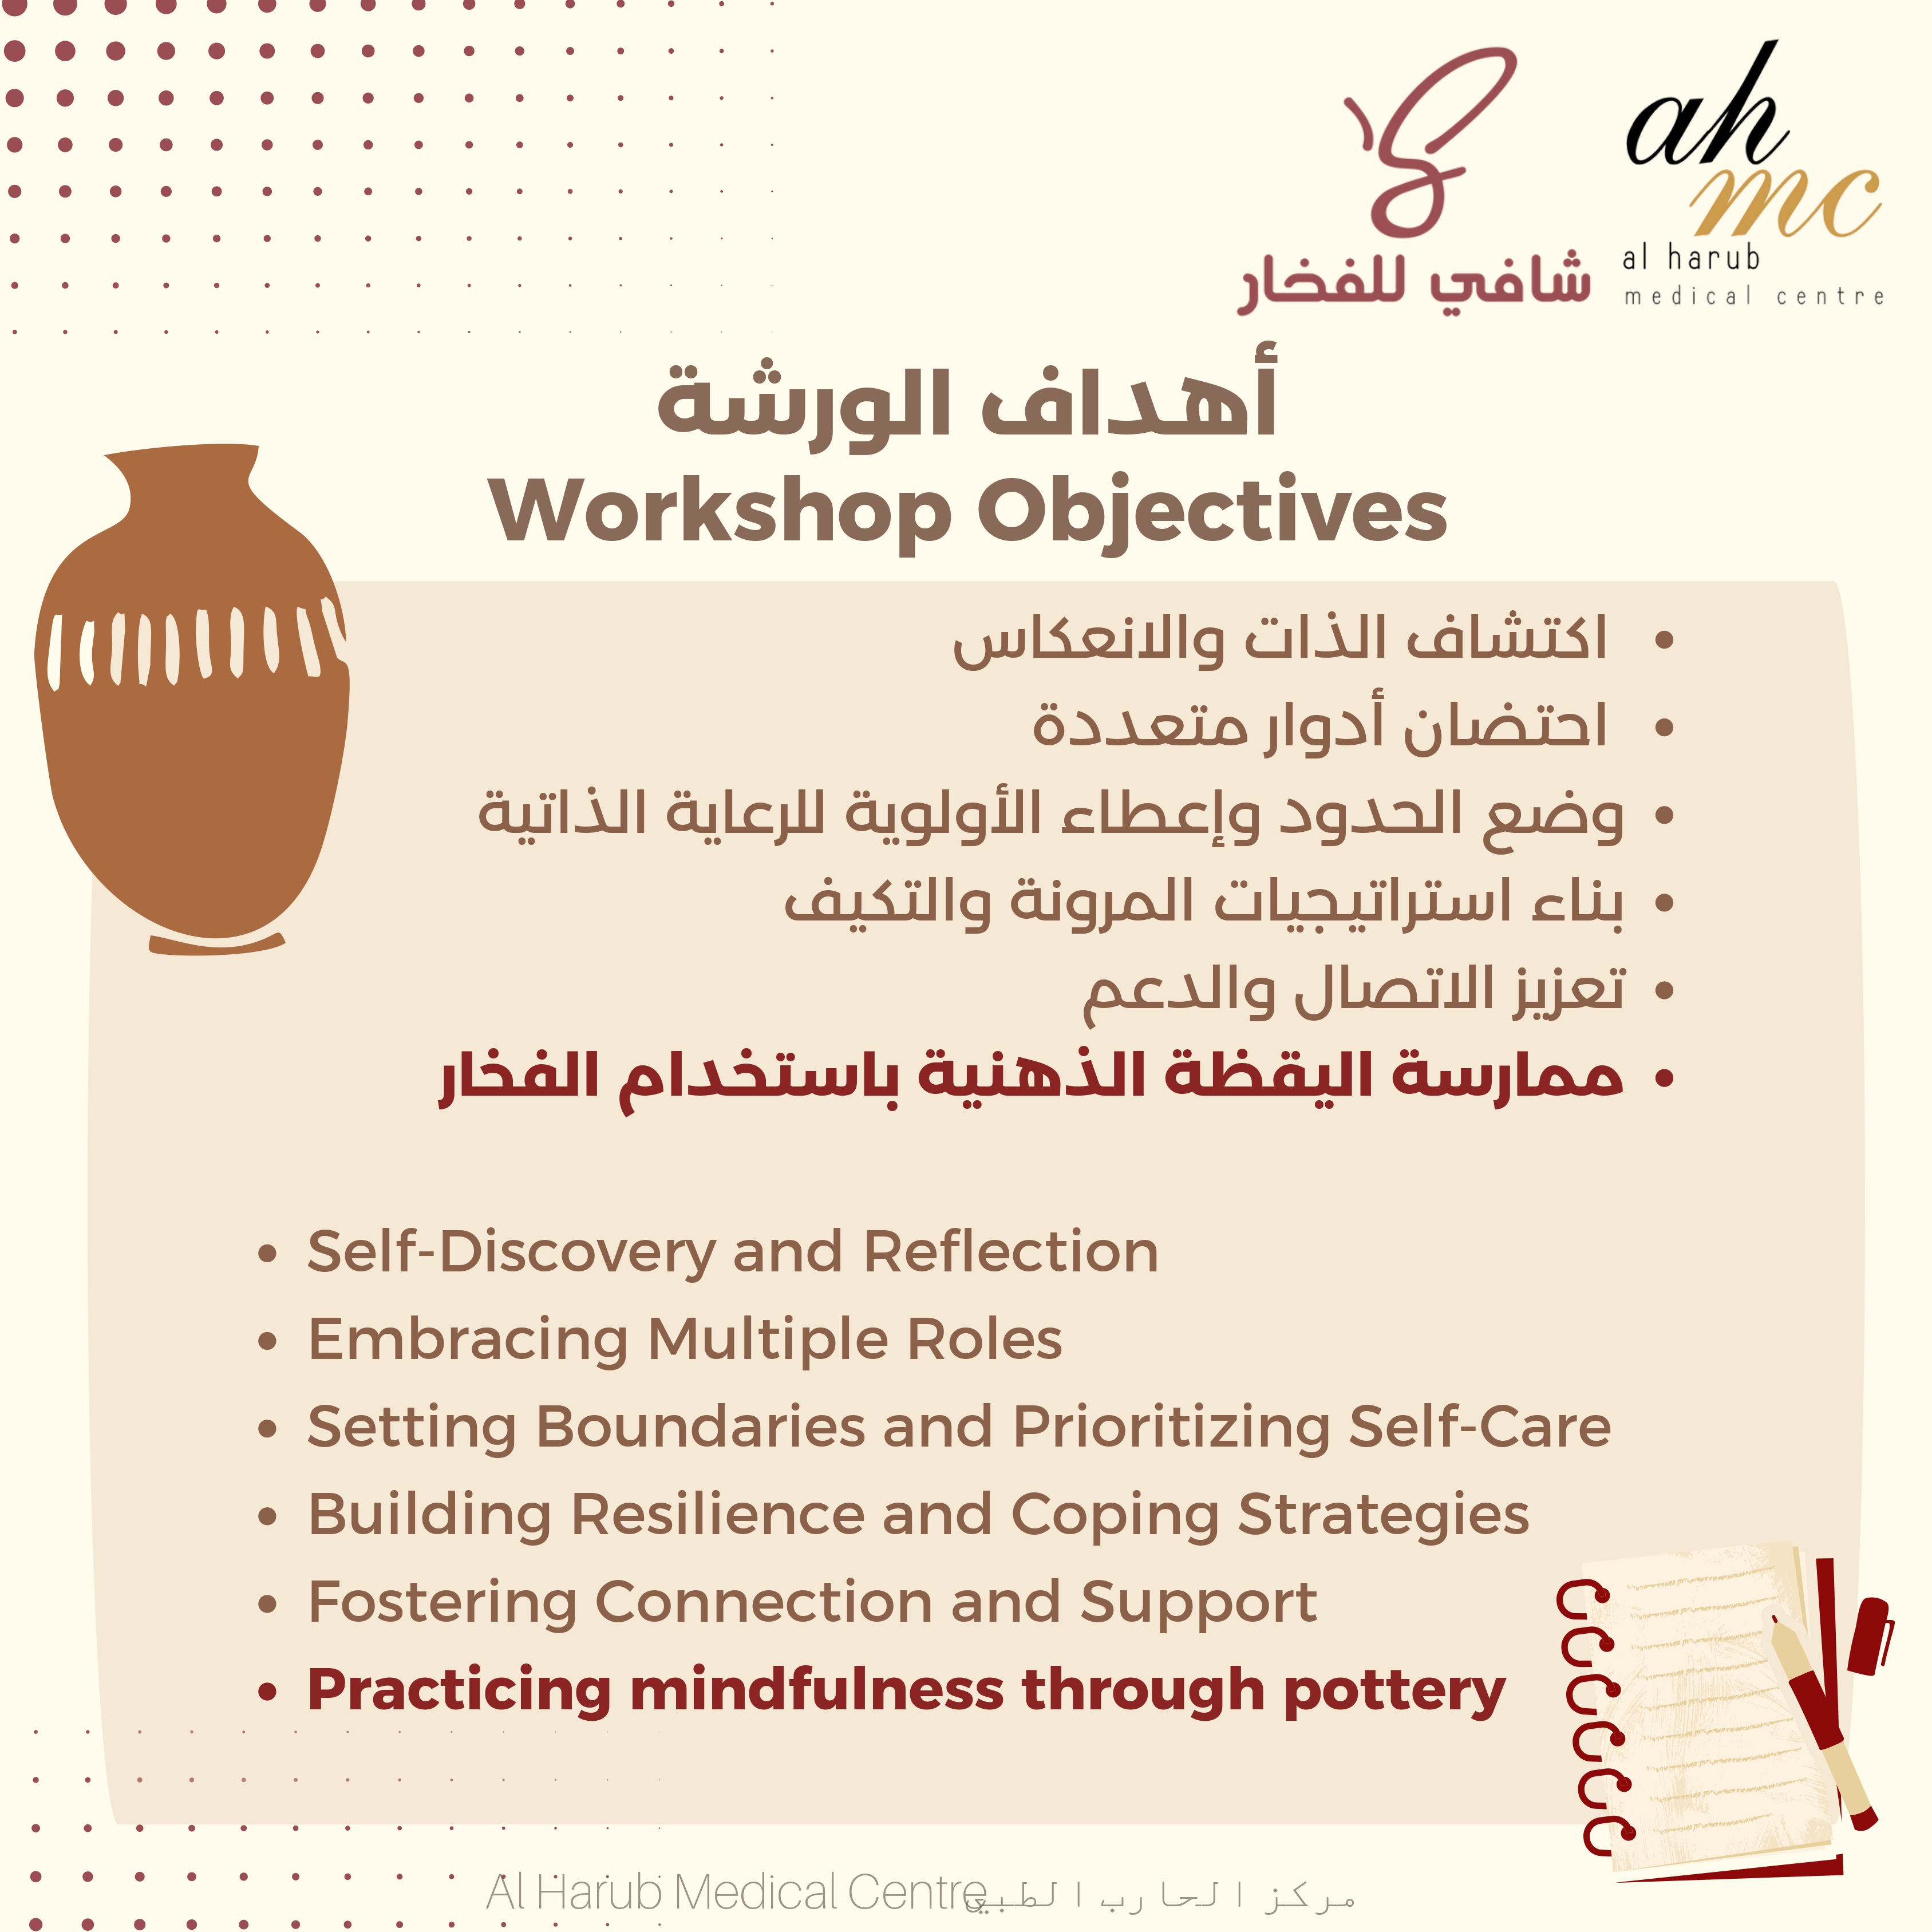 شافي للفخار
ah
mc
al harub
medical centre
أهداف الورشة
Workshop Objectives
• اكتشاف الذات والانعكاس
• احتضان أدوار متعددة
• وضع الحدود وإعطاء الأولوية للرعاية الذاتية
• بناء استراتيجيات المرونة والتكيف
• تعزيز الاتصال والدعم
• ممارسة اليقظة الذهنية باستخدام الفخار
• Self-Discovery and Reflection
• Embracing Multiple Roles
• Setting Boundaries and Prioritizing Self-Care
• Building Resilience and Coping Strategies
• Fostering Connection and Support
• Practicing mindfulness through pottery
Al Harub Medical Centre مركز الحارب الطبي